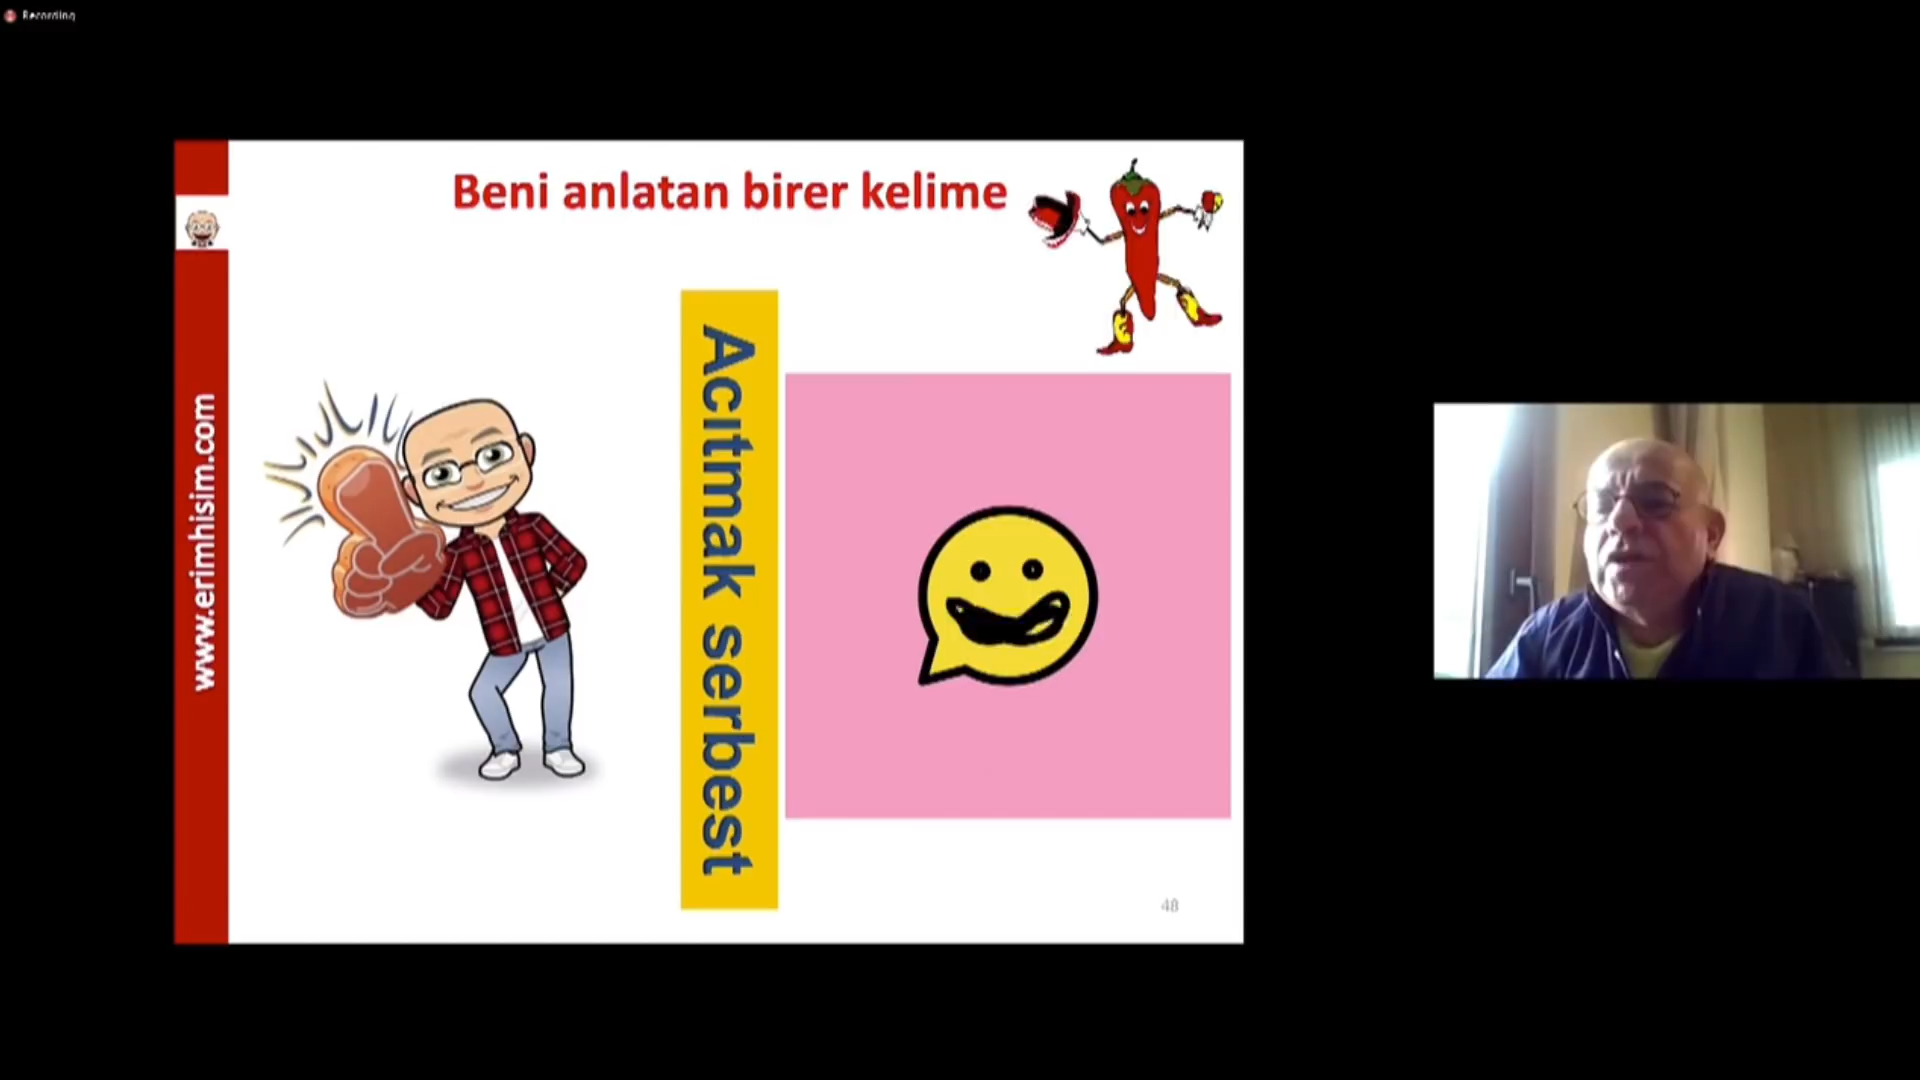 Recording
Beni anlatan birer kelime
www.erimhisim.com
Acıtmak serbest
48